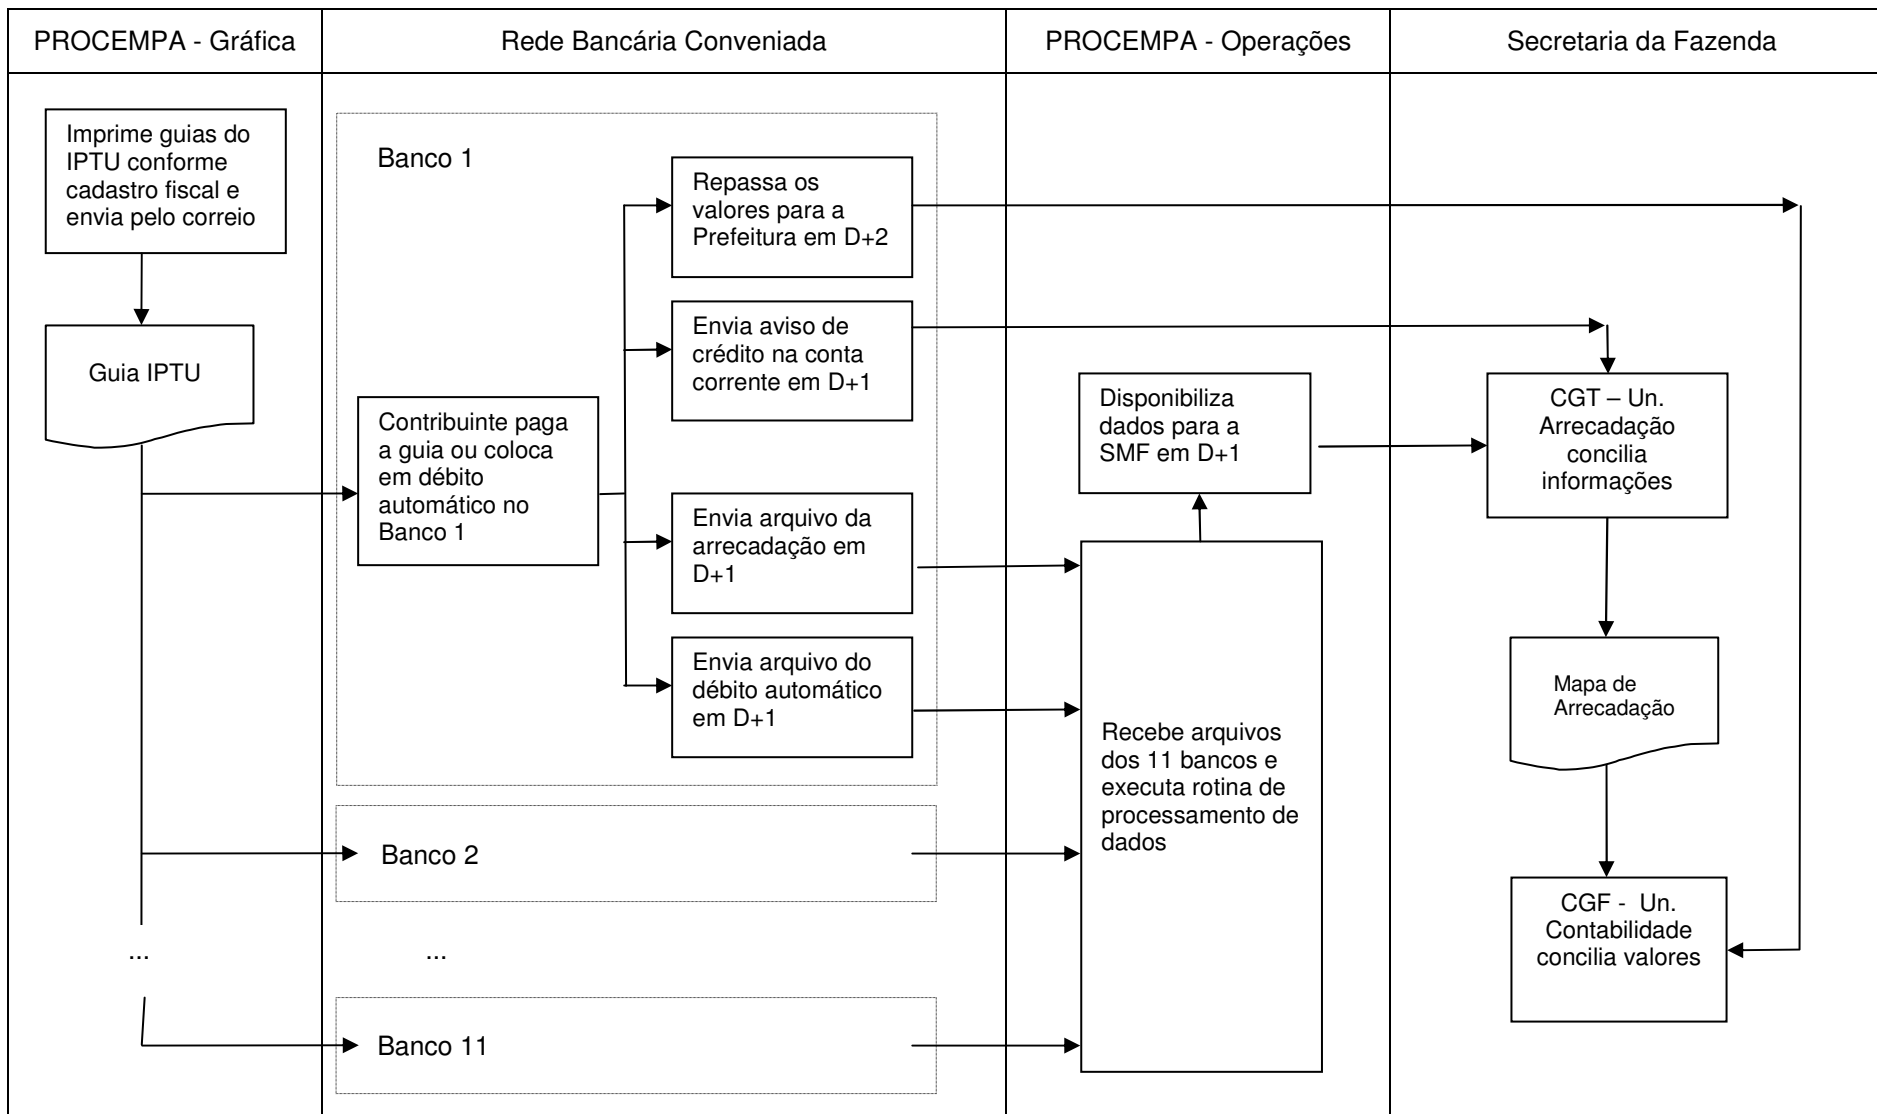 PROCEMPA - Gráfica
Rede Bancária Conveniada
PROCEMPA - Operações
Secretaria da Fazenda
Imprime guias do
IPTU conforme
cadastro fiscal e
envia pelo correio
Guia IPTU
...
Banco 1
Contribuinte paga
a guia ou coloca
em débito
automático no
Banco 1
Repassa os
valores para a
Prefeitura em D+2
Envia aviso de
crédito na conta
corrente em D+1
Envia arquivo da
arrecadação em
D+1
Envia arquivo do
débito automático
em D+1
Banco 2
...
Banco 11
Disponibiliza
dados para a
SMF em D+1
Recebe arquivos
dos 11 bancos e
executa rotina de
processamento de
dados
CGT – Un.
Arrecadação
concilia
informações
Mapa de
Arrecadação
CGF - Un.
Contabilidade
concilia valores